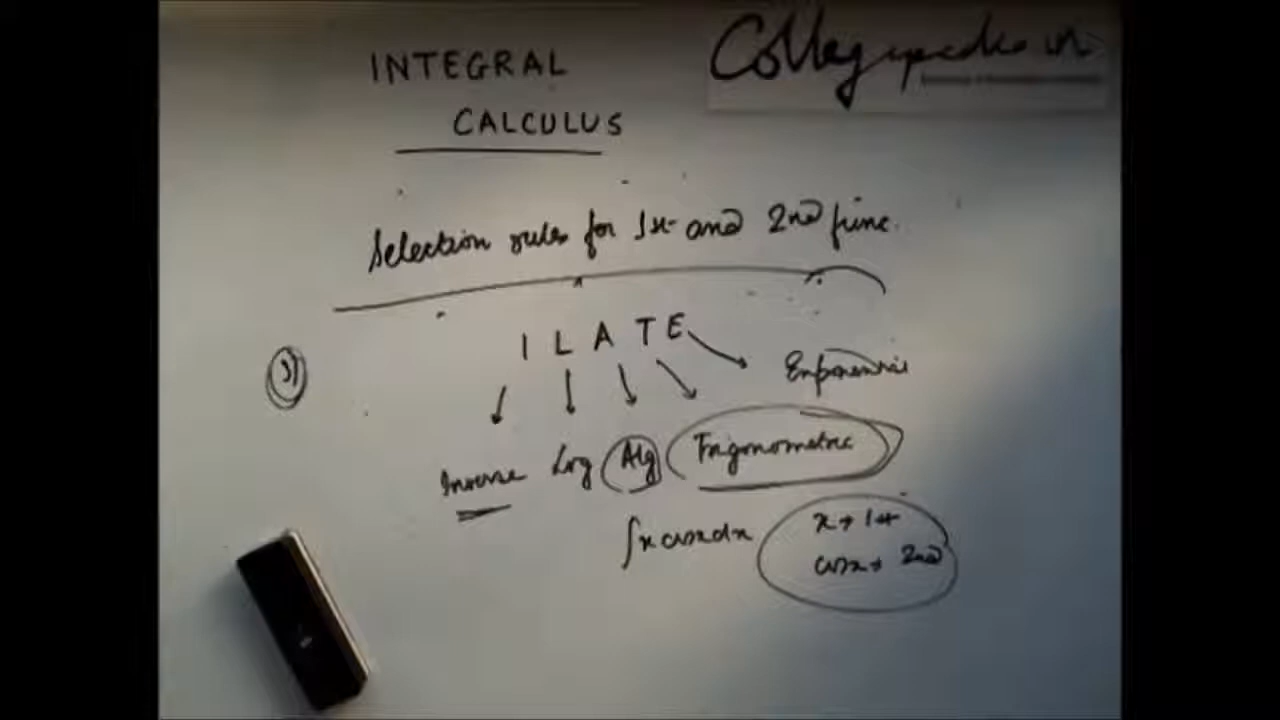 INTEGRAL
CALCULUS
Collegepedia.in
Selection rules for 1st and 2nd func.
3)
I L A T E
Exponential
Inverse Log Alg Trigonometric
∫x cosx dx
x → 1st
cosx → 2nd